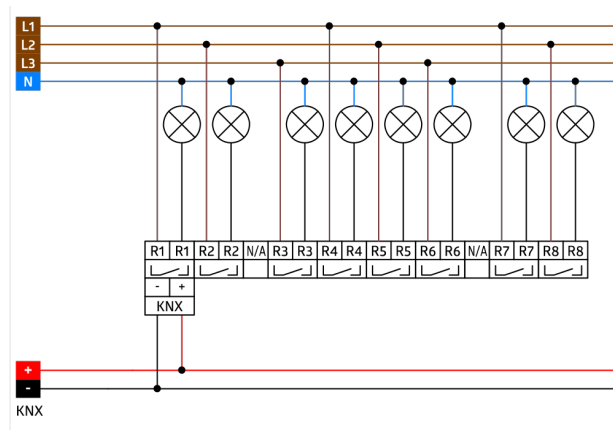 L1
L2
L3
N
R1 R1 R2 R2 N/A R3 R3 R4 R4 R5 R5 R6 R6 N/A R7 R7 R8 R8
- +
KNX
+
-
KNX